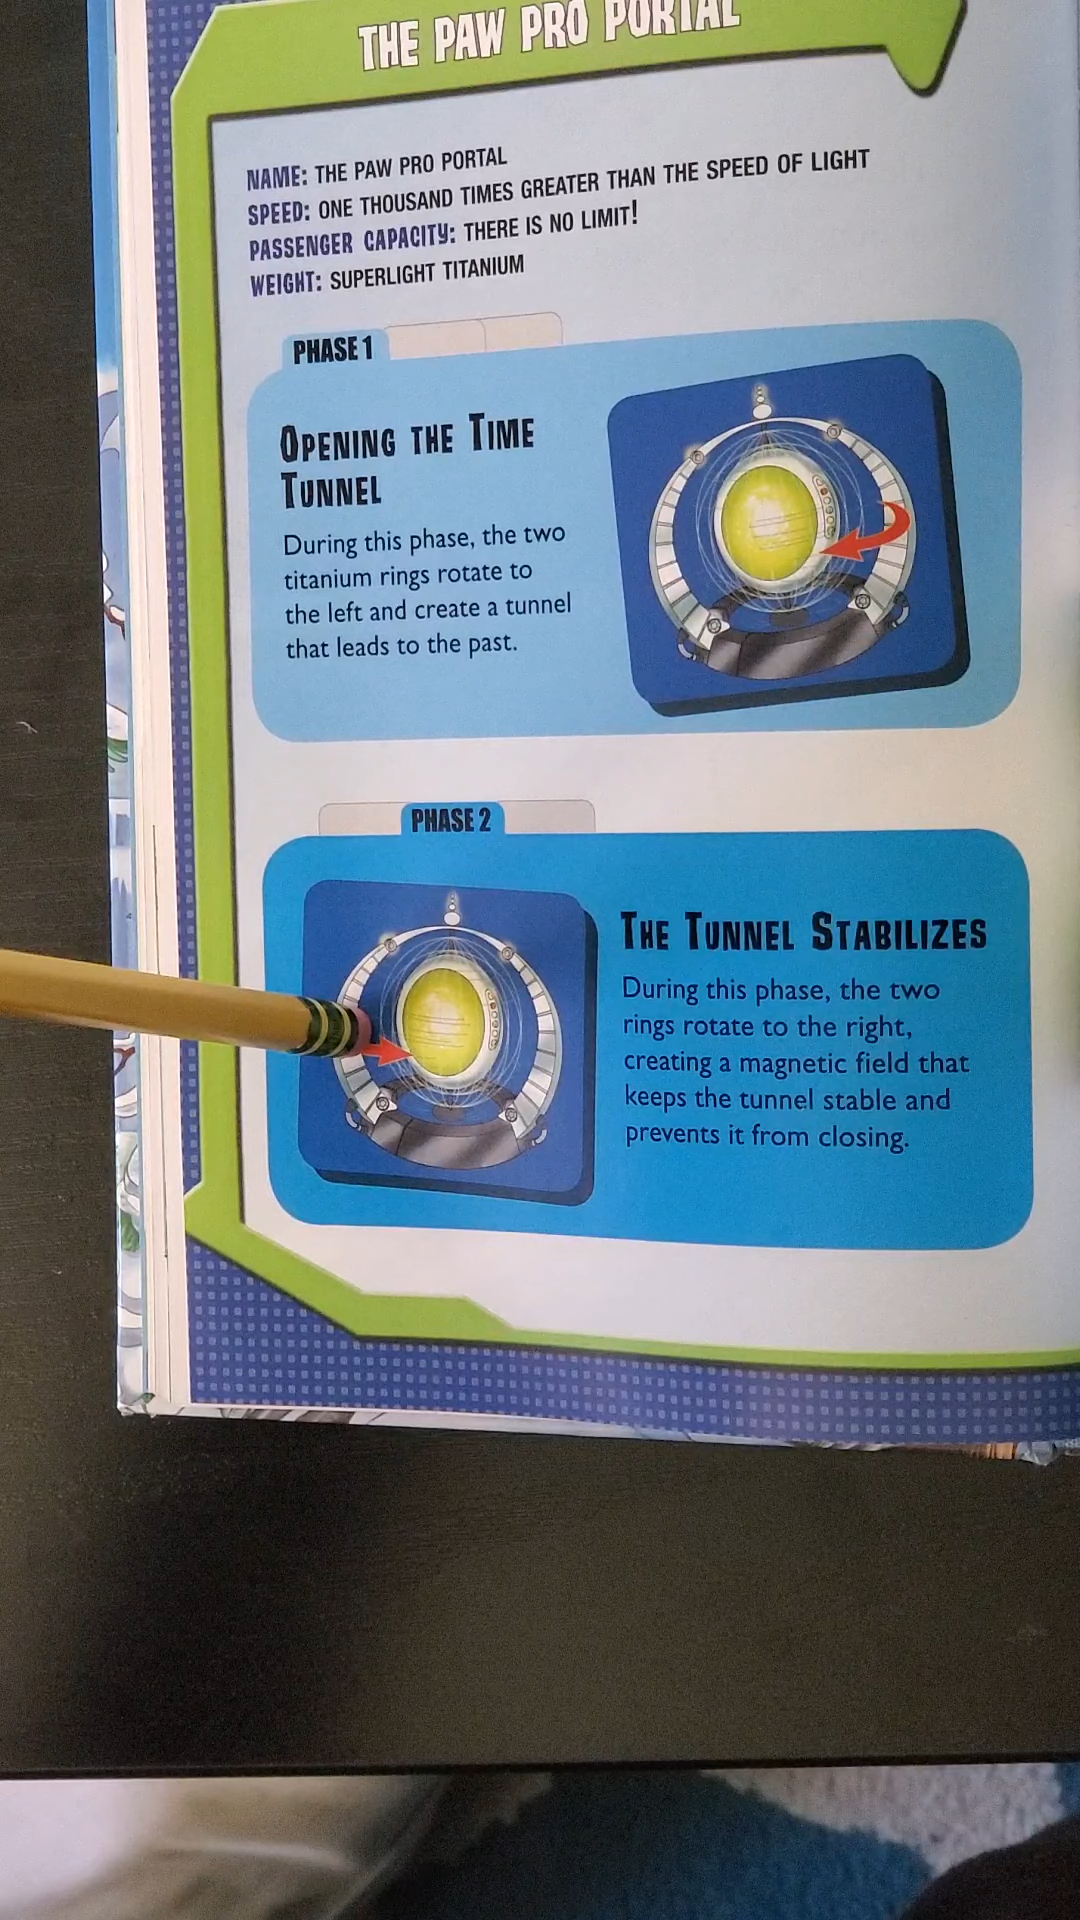 THE PAW PRO PORTAL
NAME: THE PAW PRO PORTAL
SPEED: ONE THOUSAND TIMES GREATER THAN THE SPEED OF LIGHT
PASSENGER CAPACITY: THERE IS NO LIMIT!
WEIGHT: SUPERLIGHT TITANIUM
PHASE 1
OPENING THE TIME
TUNNEL
During this phase, the two
titanium rings rotate to
the left and create a tunnel
that leads to the past.
PHASE 2
THE TUNNEL STABILIZES
During this phase, the two
rings rotate to the right,
creating a magnetic field that
keeps the tunnel stable and
prevents it from closing.